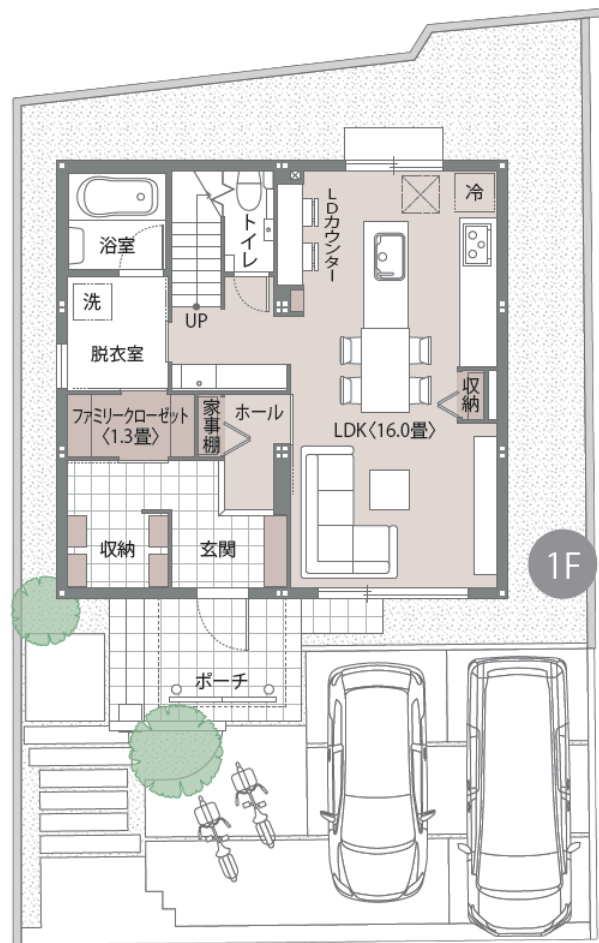 浴室
トイレ
LDカウンター
冷
洗
UP
脱衣室
ファミリークローゼット
〈1.3畳〉
家事棚
ホール
収納
LDK〈16.0畳〉
収納
玄関
1F
ポーチ